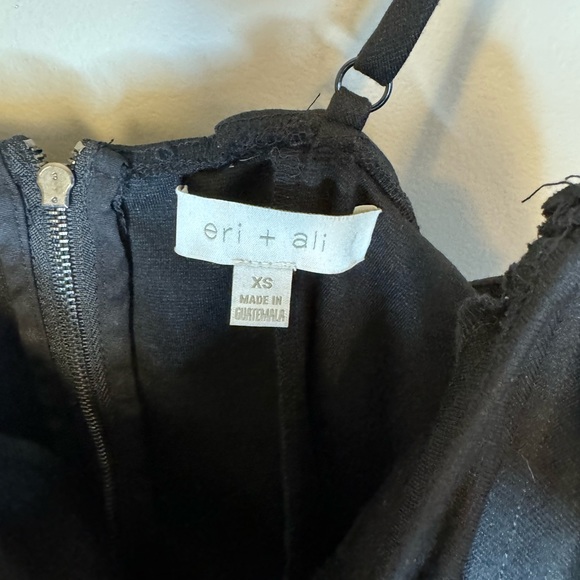 eri + ali
XS
MADE IN
GUATEMALA